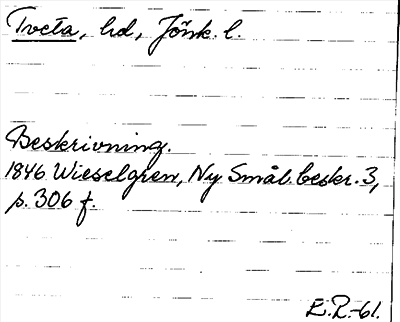 Tveta, hd, Jönk. l.
Beskrivning.
1846 Wieselgren, Ny Smål. beskr. 3,
p. 306 f.
E.R.-61.